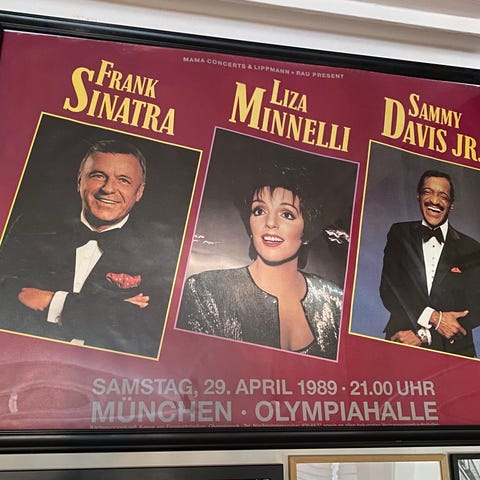 MAMA CONCERTS & LIPPMANN + RAU PRESENT
FRANK
SINATRA
LIZA
MINNELLI
SAMMY
DAVIS JR.
SAMSTAG, 29. APRIL 1989 · 21.00 UHR
MÜNCHEN · OLYMPIAHALLE